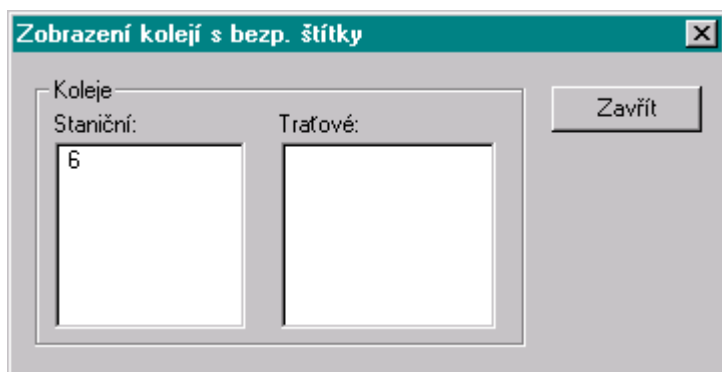 Zobrazení kolejí s bezp. štítky
Koleje
Staniční:
Traťové:
Zavřít
6